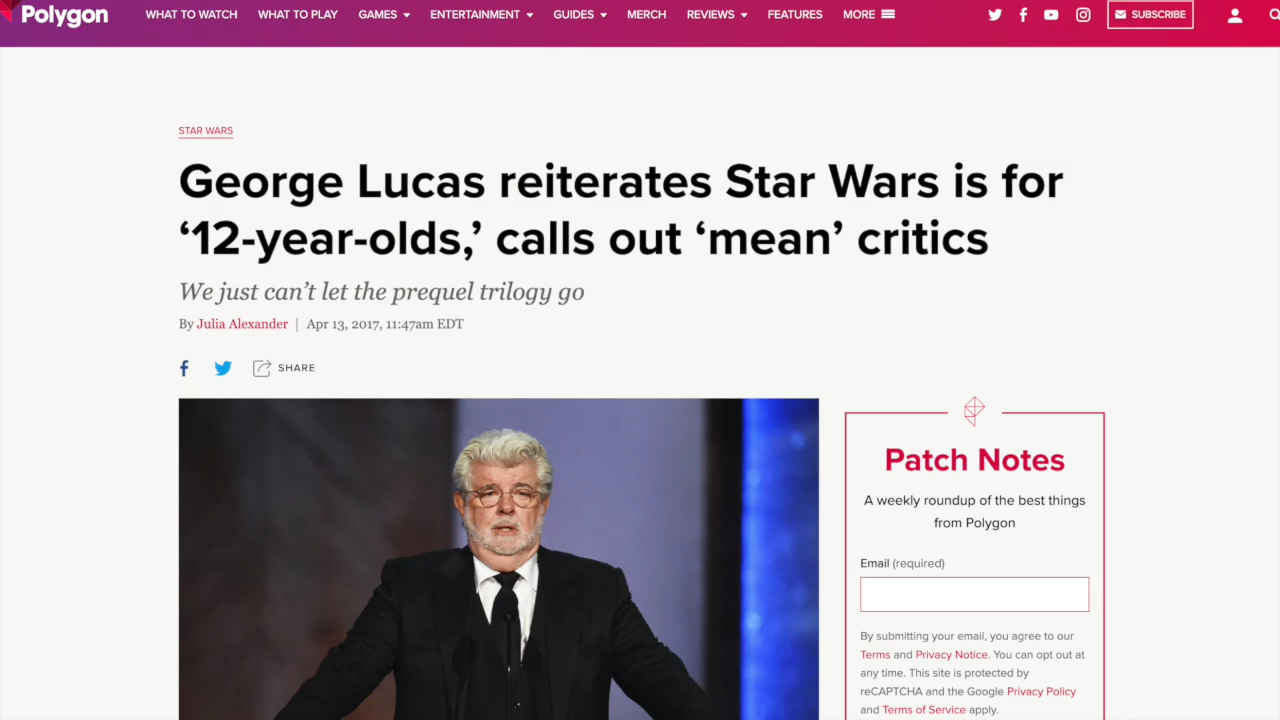 Polygon
WHAT TO WATCH
WHAT TO PLAY
GAMES
ENTERTAINMENT
GUIDES
MERCH
REVIEWS
FEATURES
MORE
SUBSCRIBE
STAR WARS
George Lucas reiterates Star Wars is for
‘12-year-olds,’ calls out ‘mean’ critics
We just can’t let the prequel trilogy go
By Julia Alexander | Apr 13, 2017, 11:47am EDT
SHARE
Patch Notes
A weekly roundup of the best things
from Polygon
Email (required)
By submitting your email, you agree to our
Terms and Privacy Notice. You can opt out at
any time. This site is protected by
reCAPTCHA and the Google Privacy Policy
and Terms of Service apply.